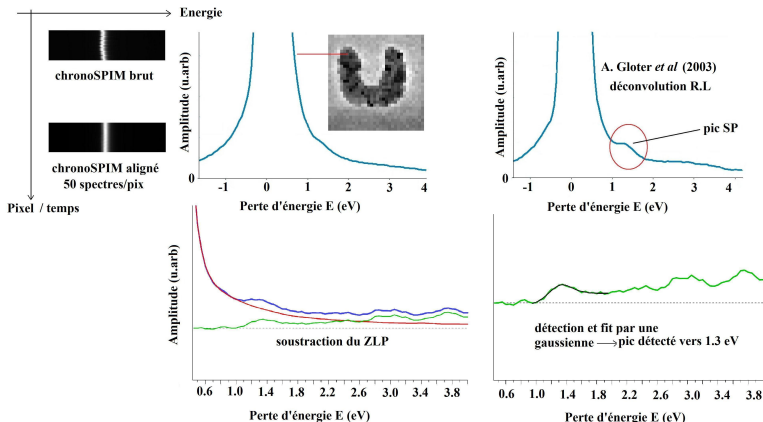 Energie
chronoSPIM brut
chronoSPIM aligné
50 spectres/pix
Pixel / temps
Amplitude (u.arb)
0
-1 0 1 2 3 4
Perte d'énergie E (eV)
A. Gloter et al (2003)
déconvolution R.L
pic SP
Amplitude (u.arb)
0
-1 0 1 2 3 4
Perte d'énergie E (eV)
Amplitude (u.arb)
soustraction du ZLP
0.6 1.0 1.4 1.8 2.2 2.6 3.0 3.4 3.8
Perte d'énergie E (eV)
détection et fit par une
gaussienne → pic détecté vers 1.3 eV
0.6 1.0 1.4 1.8 2.2 2.6 3.0 3.4 3.8
Perte d'énergie E (eV)